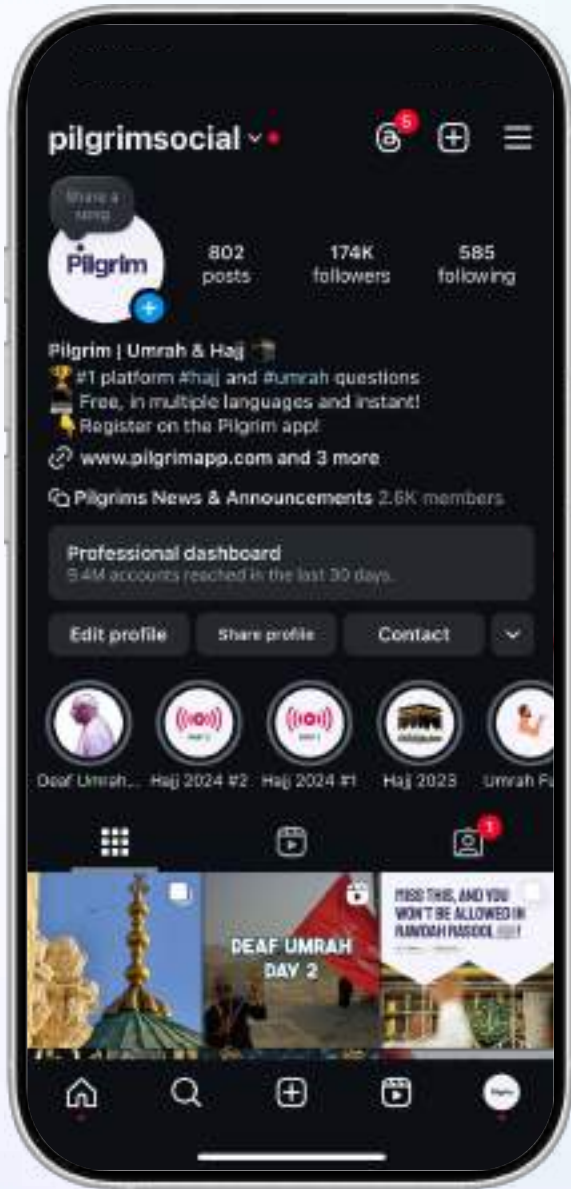 pilgrimsocial
5
Share a
song
Pilgrim
802
posts
174K
followers
585
following
Pilgrim | Umrah & Hajj
#1 platform #hajj and #umrah questions
Free, in multiple languages and instant!
Register on the Pilgrim app!
www.pilgrimapp.com and 3 more
Pilgrims News & Announcements 2.6K members
Professional dashboard
9.4M accounts reached in the last 30 days.
Edit profile
Share profile
Contact
Deaf Umrah...
Hajj 2024 #2
Hajj 2024 #1
Hajj 2023
Umrah
1
DEAF UMRAH
DAY 2
MISS THIS, AND YOU
WON'T BE ALLOWED IN
RAWDAH RASOOL